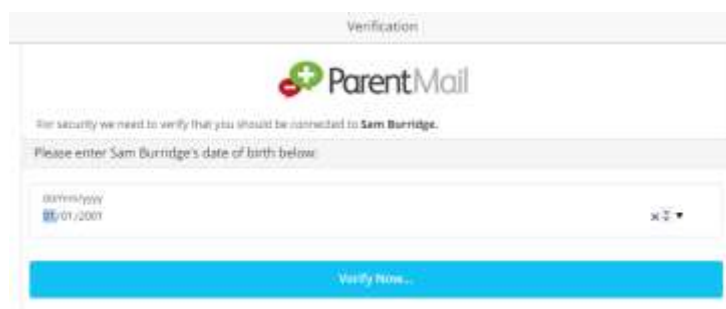 Verification
ParentMail
For security we need to verify that you should be connected to Sam Burridge.
Please enter Sam Burridge's date of birth below:
dd/mm/yyyy
01/01/2001
Verify Now...